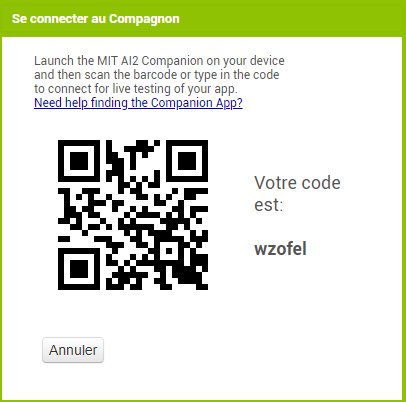 Se connecter au Compagnon
Launch the MIT AI2 Companion on your device
and then scan the barcode or type in the code
to connect for live testing of your app.
Need help finding the Companion App?
Votre code
est:
wzofel
Annuler